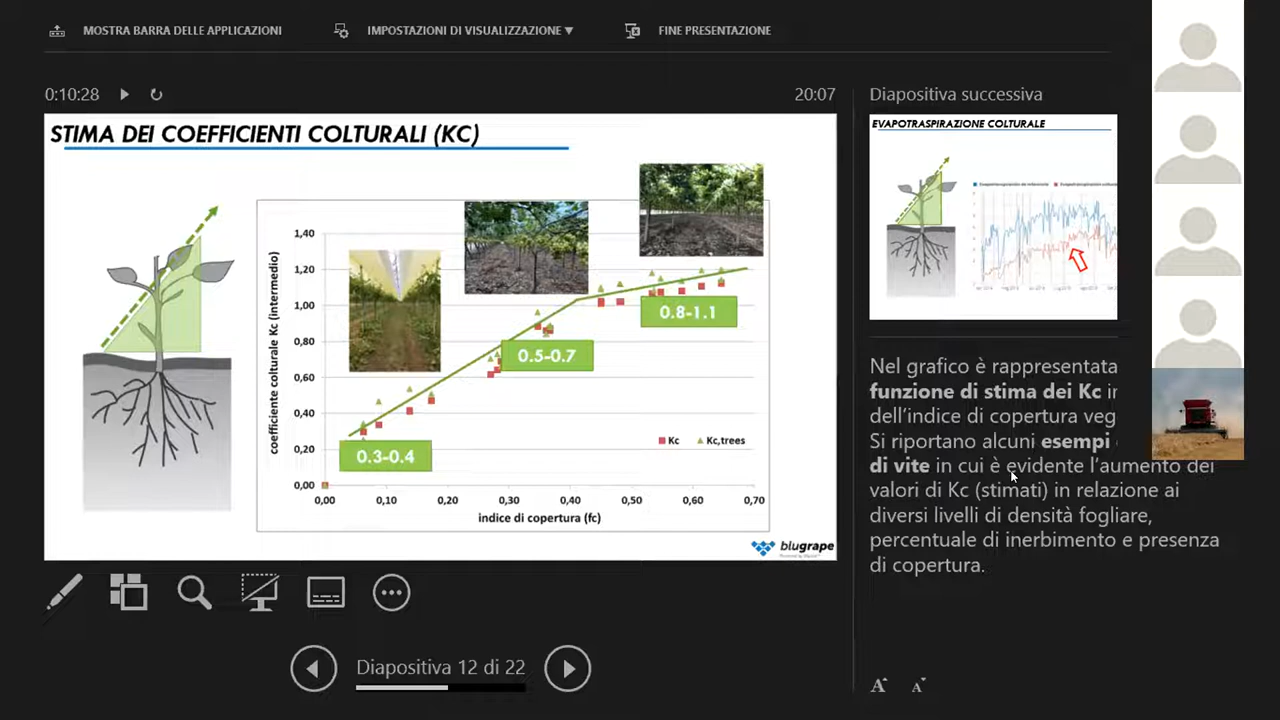 MOSTRA BARRA DELLE APPLICAZIONI
IMPOSTAZIONI DI VISUALIZZAZIONE ▼
FINE PRESENTAZIONE
0:10:28
20:07
STIMA DEI COEFFICIENTI COLTURALI (KC)
coefficiente colturale Kc (intermedio)
1,40
1,20
1,00
0,80
0,60
0,40
0,20
0,00
0.8-1.1
0.5-0.7
0.3-0.4
Kc
Kc,trees
0,00 0,10 0,20 0,30 0,40 0,50 0,60 0,70
indice di copertura (fc)
blugrape
Diapositiva 12 di 22
Diapositiva successiva
EVAPOTRASPIRAZIONE COLTURALE
Nel grafico è rappresentata
funzione di stima dei Kc
dell'indice di copertura
Si riportano alcuni esempi
di vite in cui è evidente l'aumento dei
valori di Kc (stimati) in relazione ai
diversi livelli di densità fogliare,
percentuale di inerbimento e presenza
di copertura.
A A